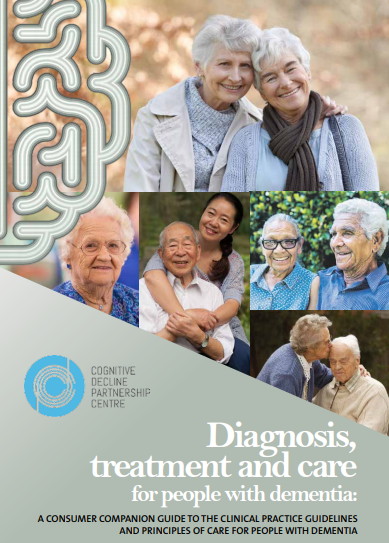 COGNITIVE
DECLINE
PARTNERSHIP
CENTRE
Diagnosis,
treatment and care
for people with dementia:
A CONSUMER COMPANION GUIDE TO THE CLINICAL PRACTICE GUIDELINES
AND PRINCIPLES OF CARE FOR PEOPLE WITH DEMENTIA